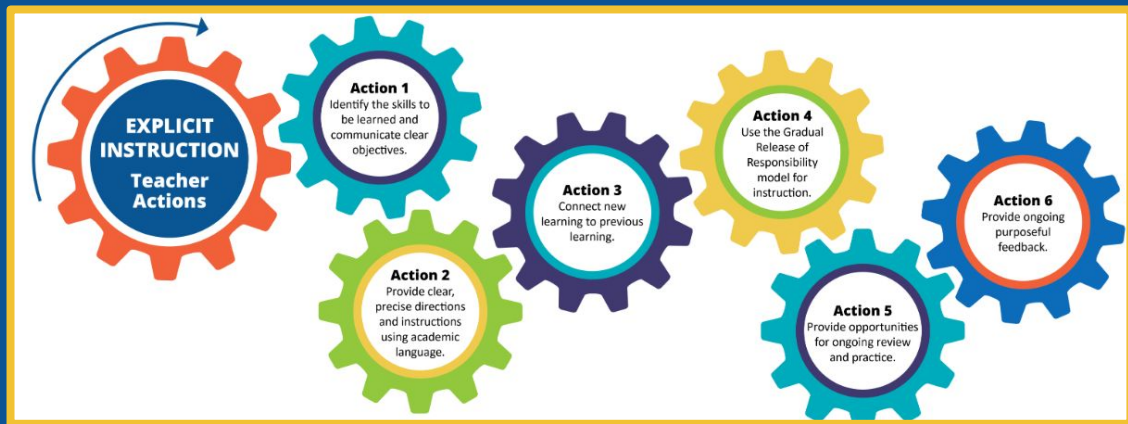 EXPLICIT
INSTRUCTION
Teacher
Actions
Action 1
Identify the skills to
be learned and
communicate clear
objectives.
Action 2
Provide clear,
precise directions
and instructions
using academic
language.
Action 3
Connect new
learning to previous
learning.
Action 4
Use the Gradual
Release of
Responsibility
model for
instruction.
Action 5
Provide opportunities
for ongoing review
and practice.
Action 6
Provide ongoing
purposeful
feedback.